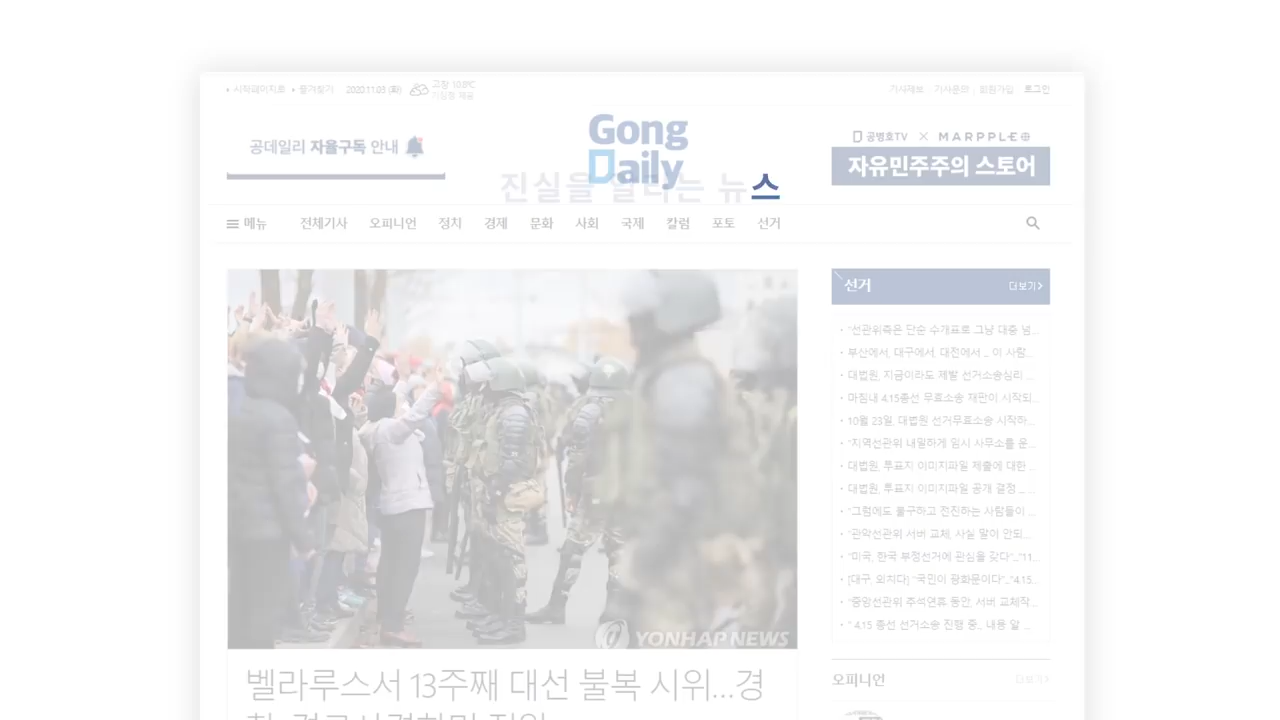 시작페이지로 즐겨찾기 2020.11.03 (화) 고창 10.8℃
기사제보 기사문의 회원가입 로그인
공데일리 자율구독 안내
Gong
Daily
진실을 알리는 뉴스
공병호TV × MARPPLE
자유민주주의 스토어
메뉴 전체기사 오피니언 정치 경제 문화 사회 국제 칼럼 포토 선거
선거 더보기
"선관위측은 단순 수개표로 그냥 대충 넘...
부산에서, 대구에서, 대전에서 ... 이 사람...
대법원, 지금이라도 제발 선거소송심리 ...
마침내 4.15총선 무효소송 재판이 시작되...
10월 23일, 대법원 선거무효소송 시작하...
"지역선관위 내밀하게 임시 사무소를 운...
대법원, 투표지 이미지파일 제출에 대한 ...
대법원, 투표지 이미지파일 공개 결정 ...
"그럼에도 불구하고 전진하는 사람들이 ...
"관악선관위 서버 교체, 사실 말이 안되...
"미국, 한국 부정선거에 관심을 갖다"..."11...
[대구, 외치다] "국민이 광화문이다"..."4.15...
"중앙선관위 추석연휴 동안, 서버 교체작...
" 4.15 총선 선거소송 진행 중... 내용 알 ...
YONHAP NEWS
벨라루스서 13주째 대선 불복 시위…경
오피니언 더보기